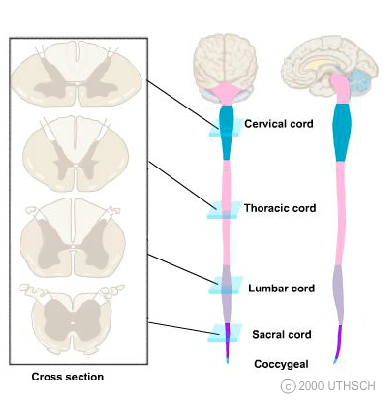 Cervical cord
Thoracic cord
Lumbar cord
Sacral cord
Coccygeal
Cross section
© 2000 UTHSCH